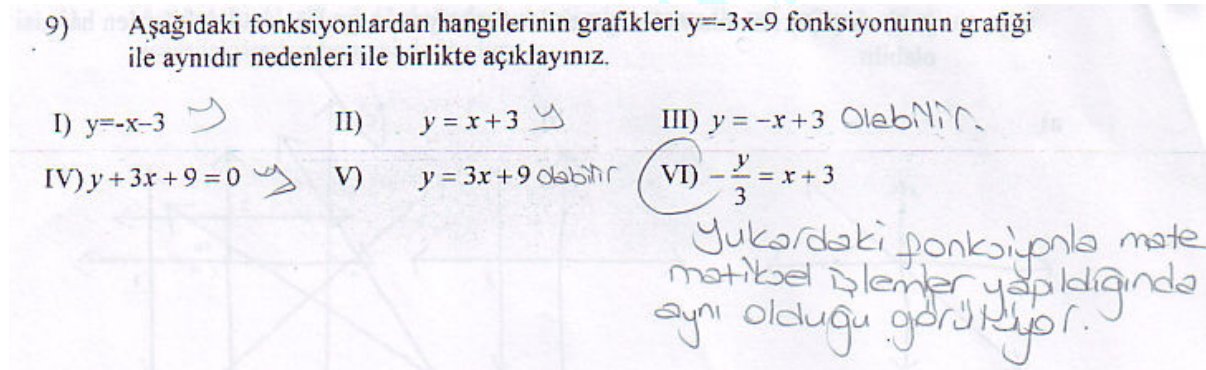 9) Aşağıdaki fonksiyonlardan hangilerinin grafikleri y=-3x-9 fonksiyonunun grafiği
ile aynıdır nedenleri ile birlikte açıklayınız.
I) y=-x-3 y II) y = x + 3 y III) y = -x + 3 Olabilir.
IV) y + 3x + 9 = 0 y V) y = 3x + 9 olabilir VI) -y/3 = x + 3
Yukardaki fonksiyonla mate
matiksel işlemler yapıldığında
aynı olduğu görülüyor.